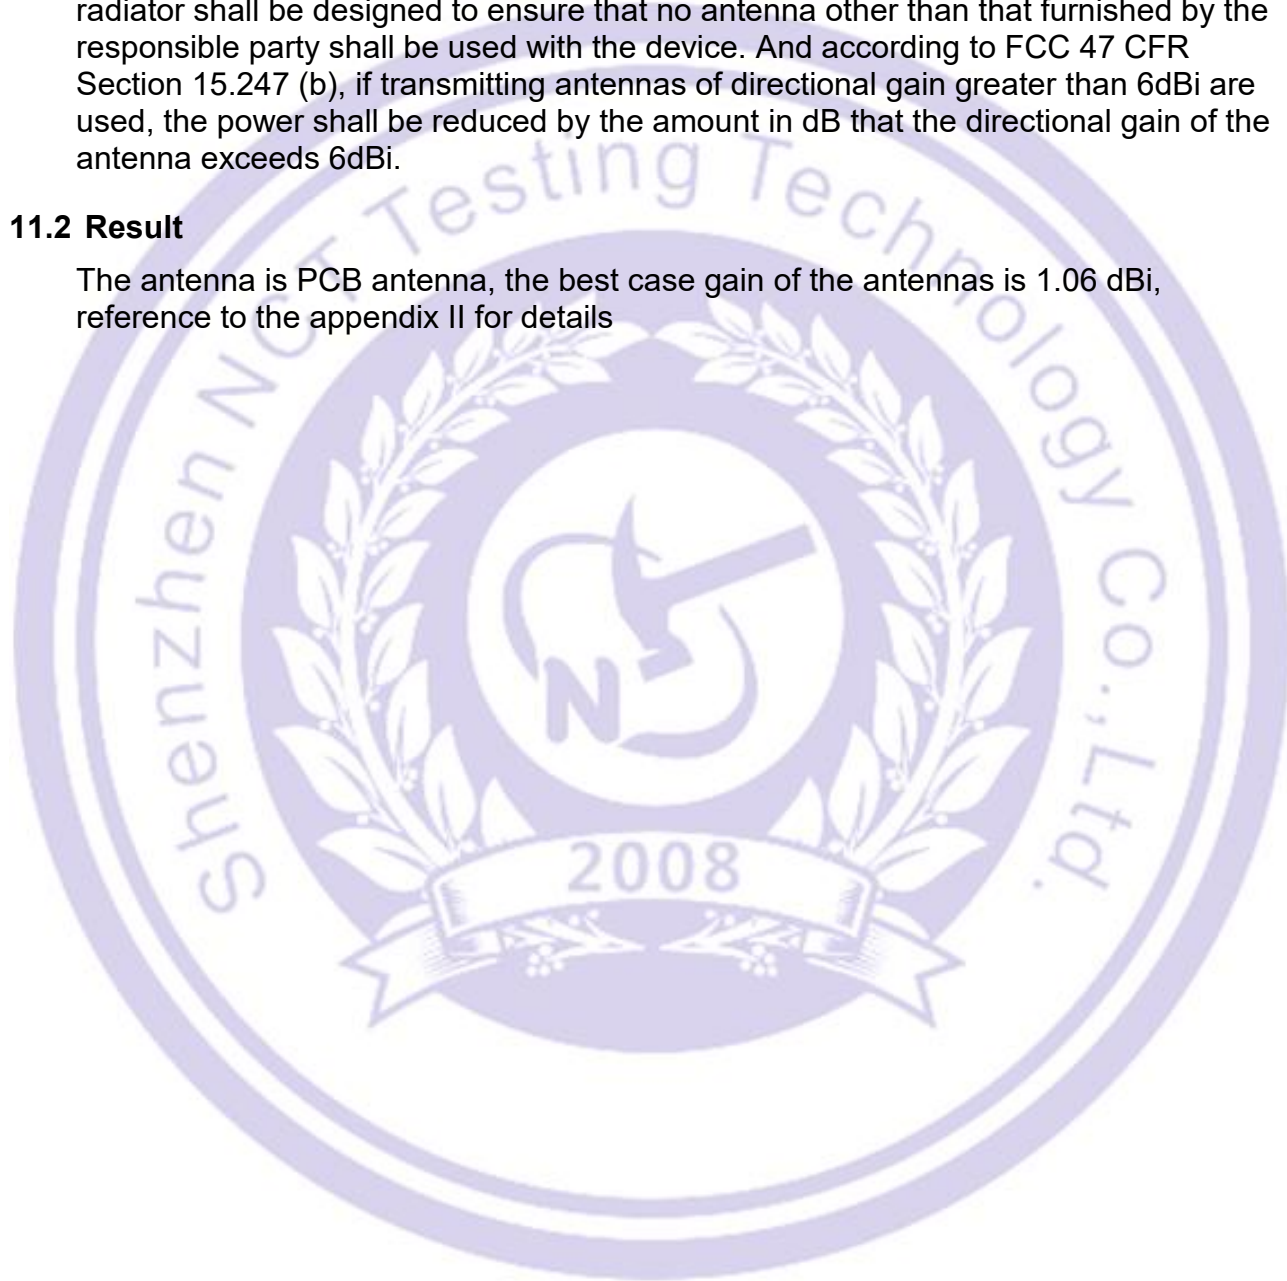 radiator shall be designed to ensure that no antenna other than that furnished by the
responsible party shall be used with the device. And according to FCC 47 CFR
Section 15.247 (b), if transmitting antennas of directional gain greater than 6dBi are
used, the power shall be reduced by the amount in dB that the directional gain of the
antenna exceeds 6dBi.
11.2 Result
The antenna is PCB antenna, the best case gain of the antennas is 1.06 dBi,
reference to the appendix II for details
Shenzhen NCT Testing Technology Co., Ltd.
N
2008